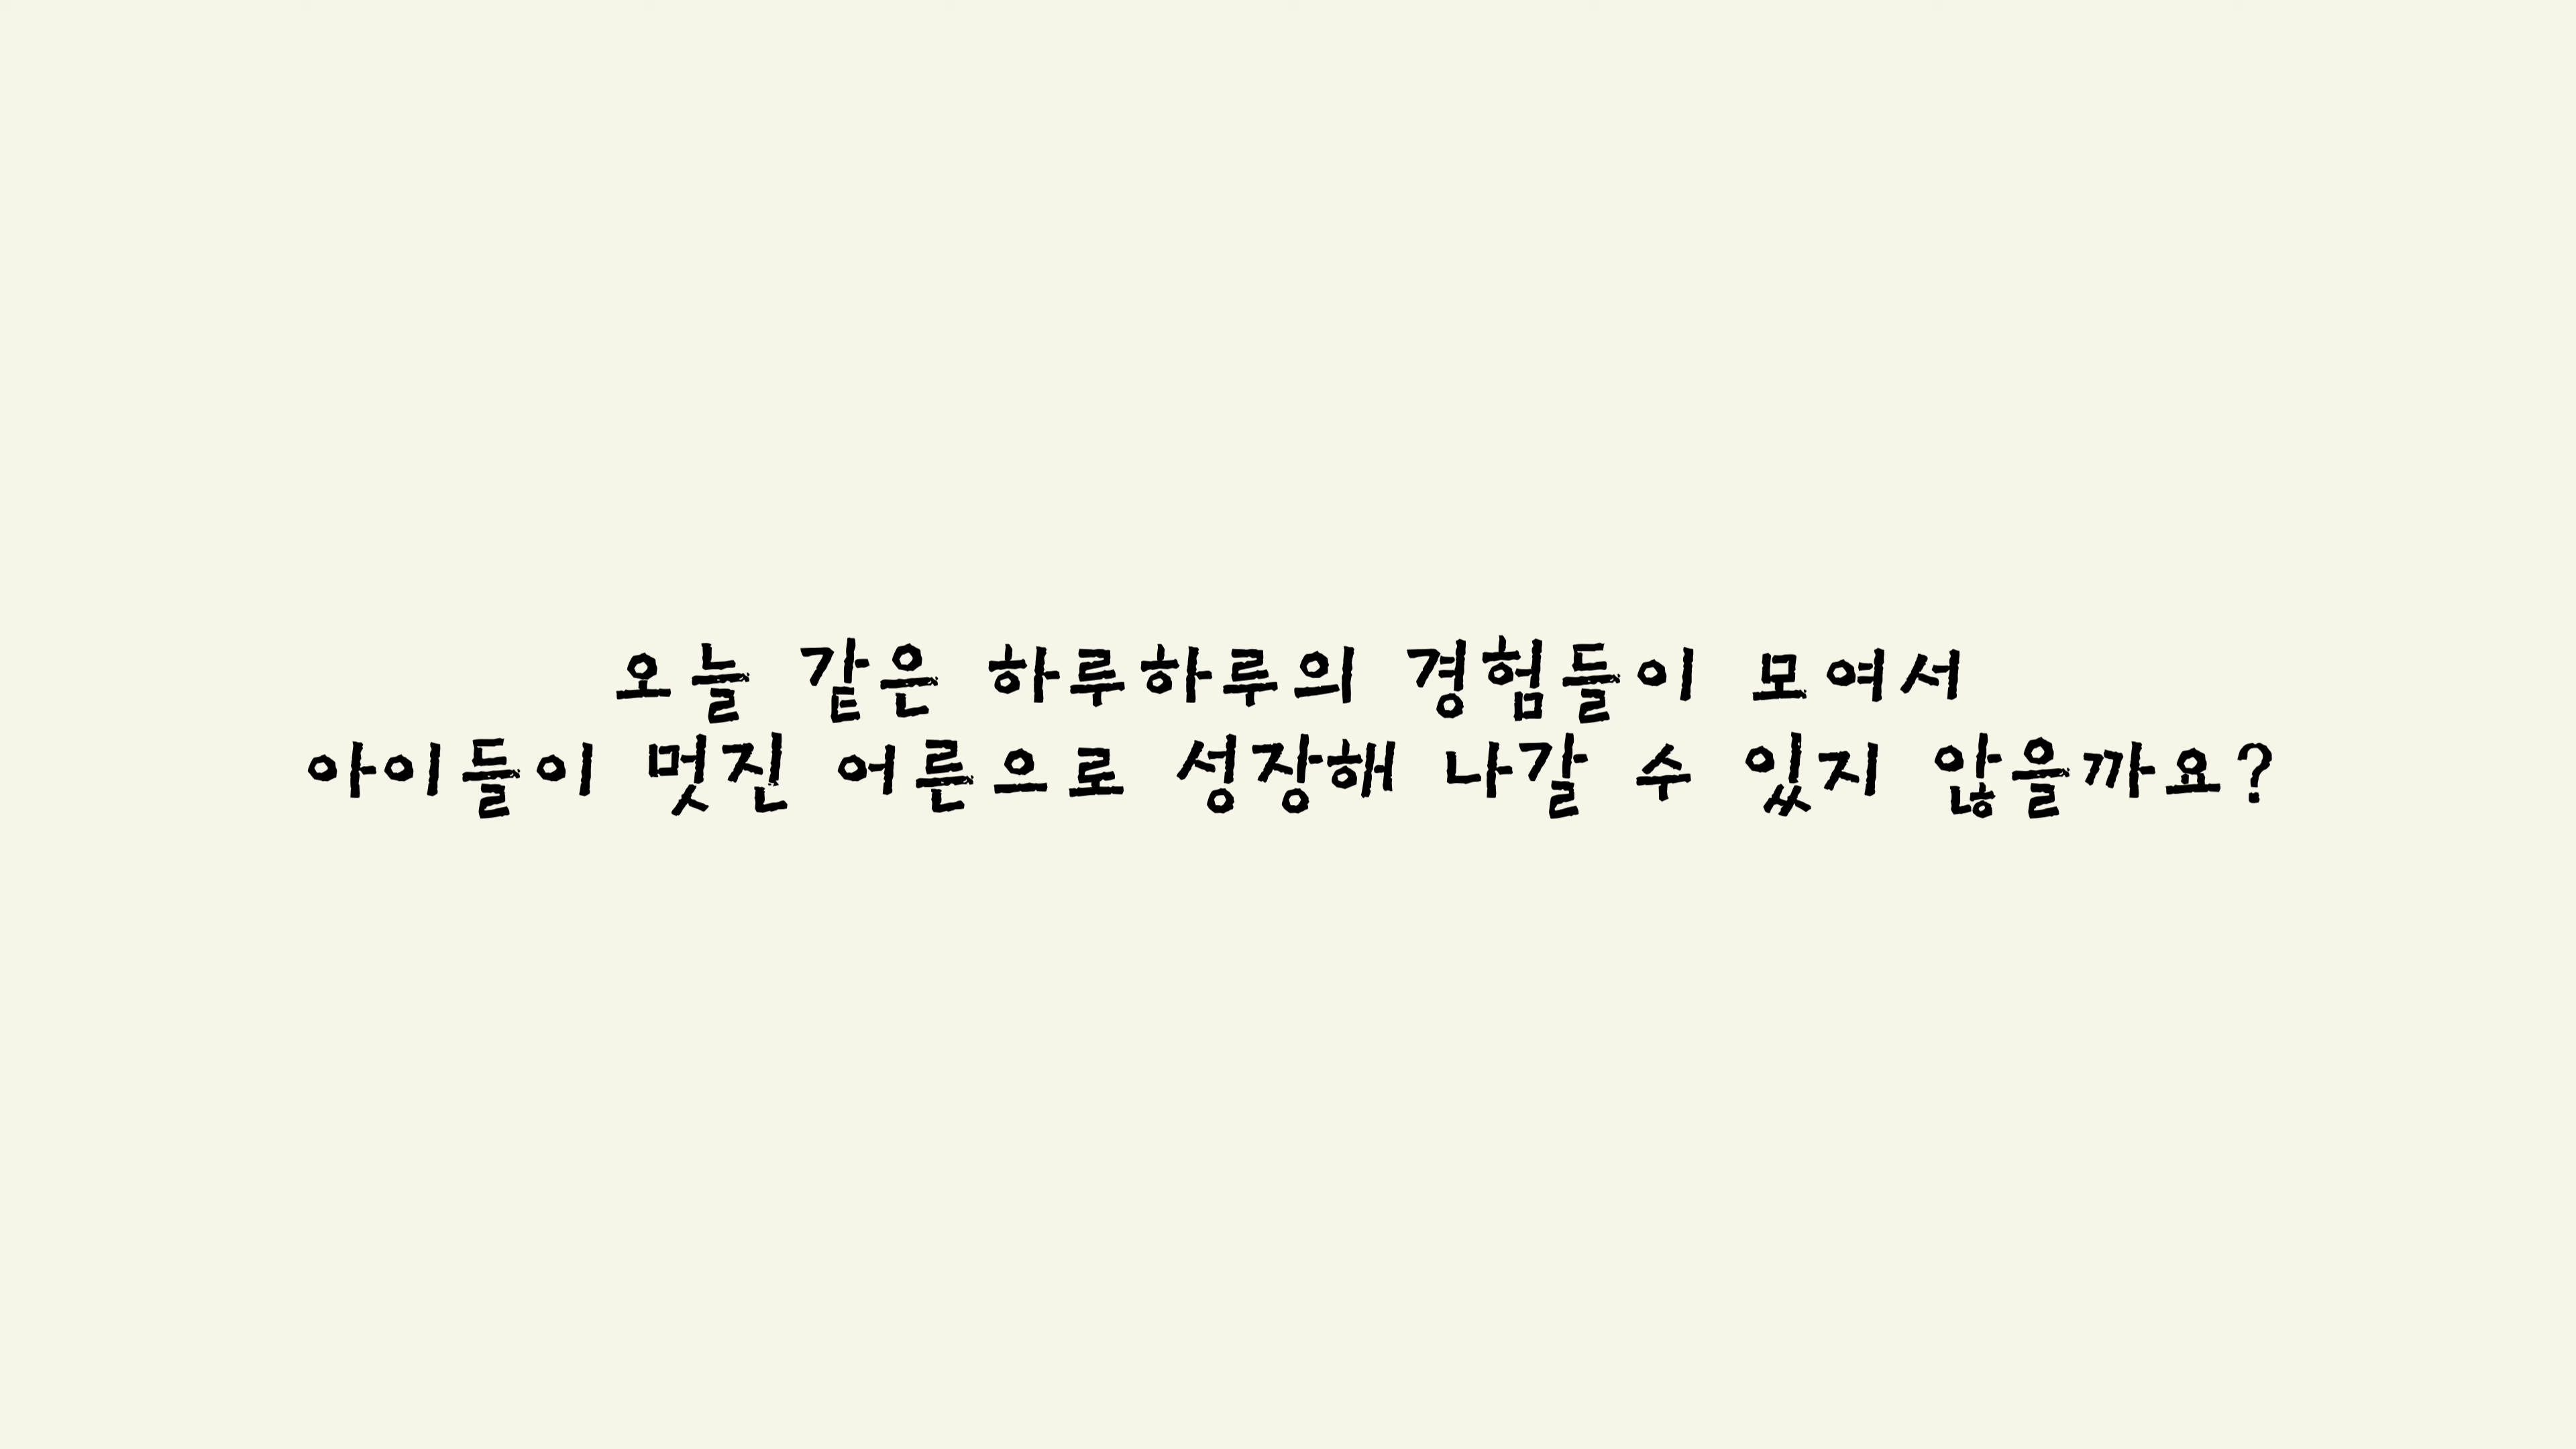 오늘 같은 하루하루의 경험들이 모여서
아이들이 멋진 어른으로 성장해 나갈 수 있지 않을까요?